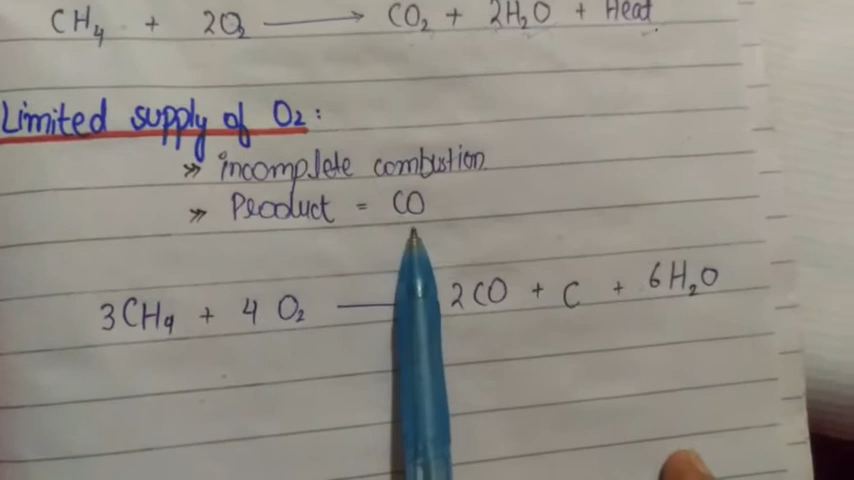 CH₄ + 2O₂ ⟶ CO₂ + 2H₂O + Heat
Limited supply of O₂:
» incomplete combustion
» Product = CO
3CH₄ + 4 O₂ — 2CO + C + 6H₂O